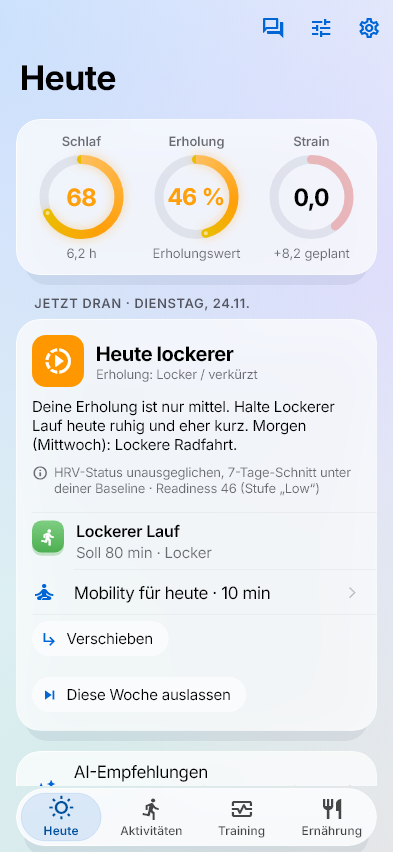 Heute
Schlaf
Erholung
Strain
68
46 %
0,0
6,2 h
Erholungswert
+8,2 geplant
JETZT DRAN · DIENSTAG, 24.11.
Heute lockerer
Erholung: Locker / verkürzt
Deine Erholung ist nur mittel. Halte Lockerer
Lauf heute ruhig und eher kurz. Morgen
(Mittwoch): Lockere Radfahrt.
HRV-Status unausgeglichen, 7-Tage-Schnitt unter
deiner Baseline · Readiness 46 (Stufe „Low“)
Lockerer Lauf
Soll 80 min · Locker
Mobility für heute · 10 min
Verschieben
Diese Woche auslassen
AI-Empfehlungen
Heute
Aktivitäten
Training
Ernährung